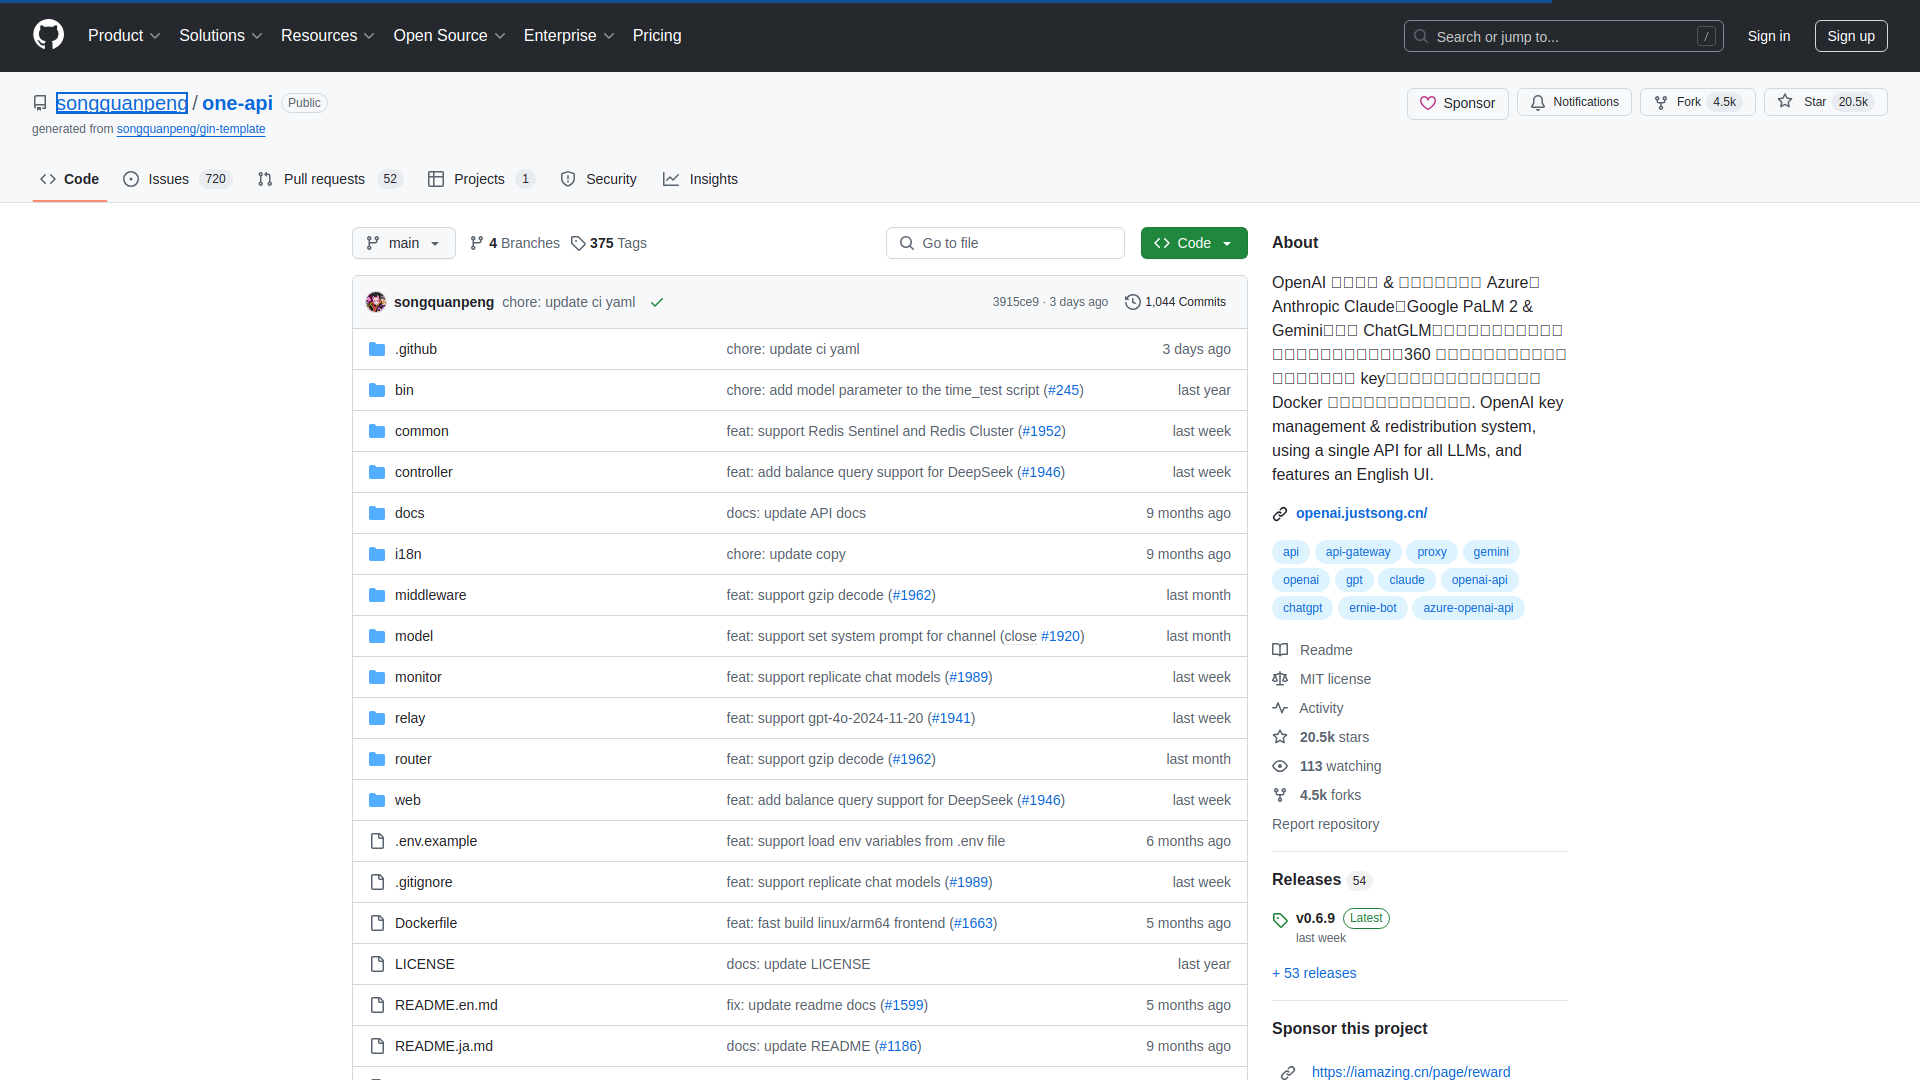 Product
Solutions
Resources
Open Source
Enterprise
Pricing
Search or jump to...
/
Sign in
Sign up
songquanpeng / one-api
Public
generated from songquanpeng/gin-template
Sponsor
Notifications
Fork 4.5k
Star 20.5k
Code
Issues 720
Pull requests 52
Projects 1
Security
Insights
main
4 Branches
375 Tags
Go to file
Code
songquanpeng chore: update ci yaml
3915ce9 · 3 days ago
1,044 Commits
.github chore: update ci yaml 3 days ago
bin chore: add model parameter to the time_test script (#245) last year
common feat: support Redis Sentinel and Redis Cluster (#1952) last week
controller feat: add balance query support for DeepSeek (#1946) last week
docs docs: update API docs 9 months ago
i18n chore: update copy 9 months ago
middleware feat: support gzip decode (#1962) last month
model feat: support set system prompt for channel (close #1920) last month
monitor feat: support replicate chat models (#1989) last week
relay feat: support gpt-4o-2024-11-20 (#1941) last week
router feat: support gzip decode (#1962) last month
web feat: add balance query support for DeepSeek (#1946) last week
.env.example feat: support load env variables from .env file 6 months ago
.gitignore feat: support replicate chat models (#1989) last week
Dockerfile feat: fast build linux/arm64 frontend (#1663) 5 months ago
LICENSE docs: update LICENSE last year
README.en.md fix: update readme docs (#1599) 5 months ago
README.ja.md docs: update README (#1186) 9 months ago
About
OpenAI & Azure
Anthropic Claude Google PaLM 2 &
Gemini ChatGLM
360
key
Docker . OpenAI key
management & redistribution system,
using a single API for all LLMs, and
features an English UI.
openai.justsong.cn/
api api-gateway proxy gemini
openai gpt claude openai-api
chatgpt ernie-bot azure-openai-api
Readme
MIT license
Activity
20.5k stars
113 watching
4.5k forks
Report repository
Releases 54
v0.6.9 Latest
last week
+ 53 releases
Sponsor this project
https://iamazing.cn/page/reward